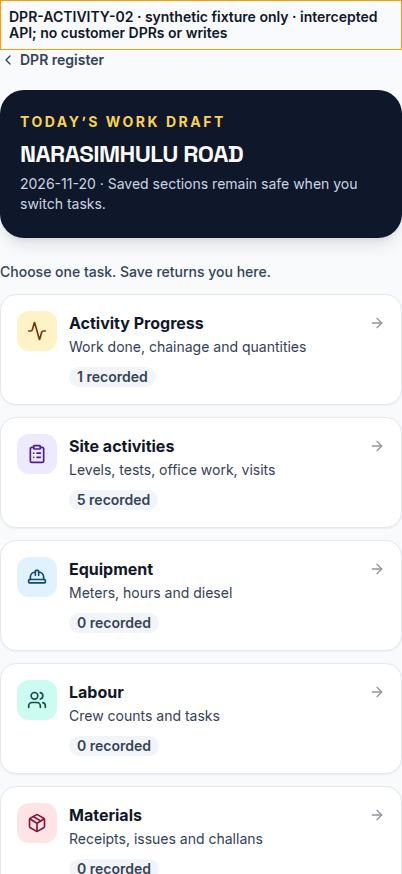 DPR-ACTIVITY-02 · synthetic fixture only · intercepted
API; no customer DPRs or writes
DPR register
TODAY'S WORK DRAFT
NARASIMHULU ROAD
2026-11-20 · Saved sections remain safe when you
switch tasks.
Choose one task. Save returns you here.
Activity Progress
Work done, chainage and quantities
1 recorded
Site activities
Levels, tests, office work, visits
5 recorded
Equipment
Meters, hours and diesel
0 recorded
Labour
Crew counts and tasks
0 recorded
Materials
Receipts, issues and challans
0 recorded